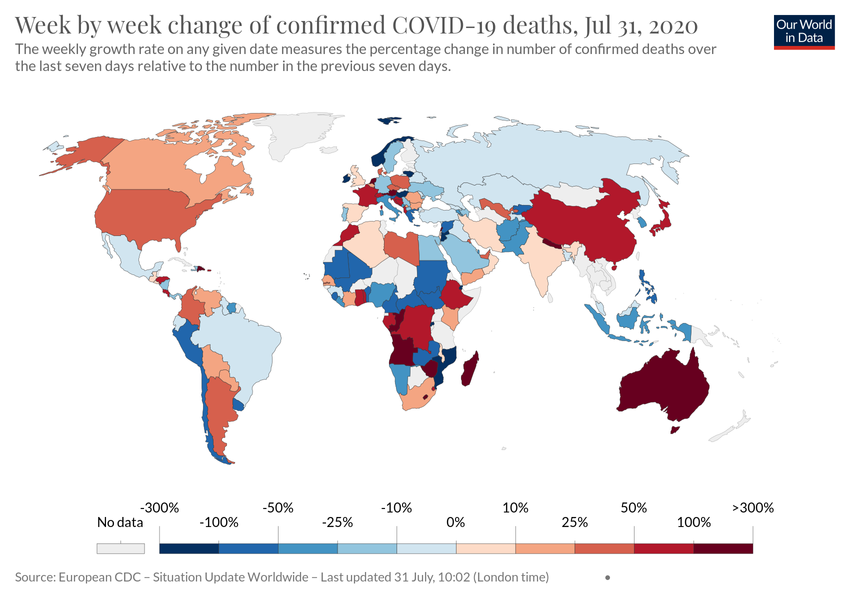 Week by week change of confirmed COVID-19 deaths, Jul 31, 2020
Our World
in Data
The weekly growth rate on any given date measures the percentage change in number of confirmed deaths over
the last seven days relative to the number in the previous seven days.
-300% -50% -10% 10% 50% >300%
No data -100% -25% 0% 25% 100%
Source: European CDC – Situation Update Worldwide – Last updated 31 July, 10:02 (London time) •